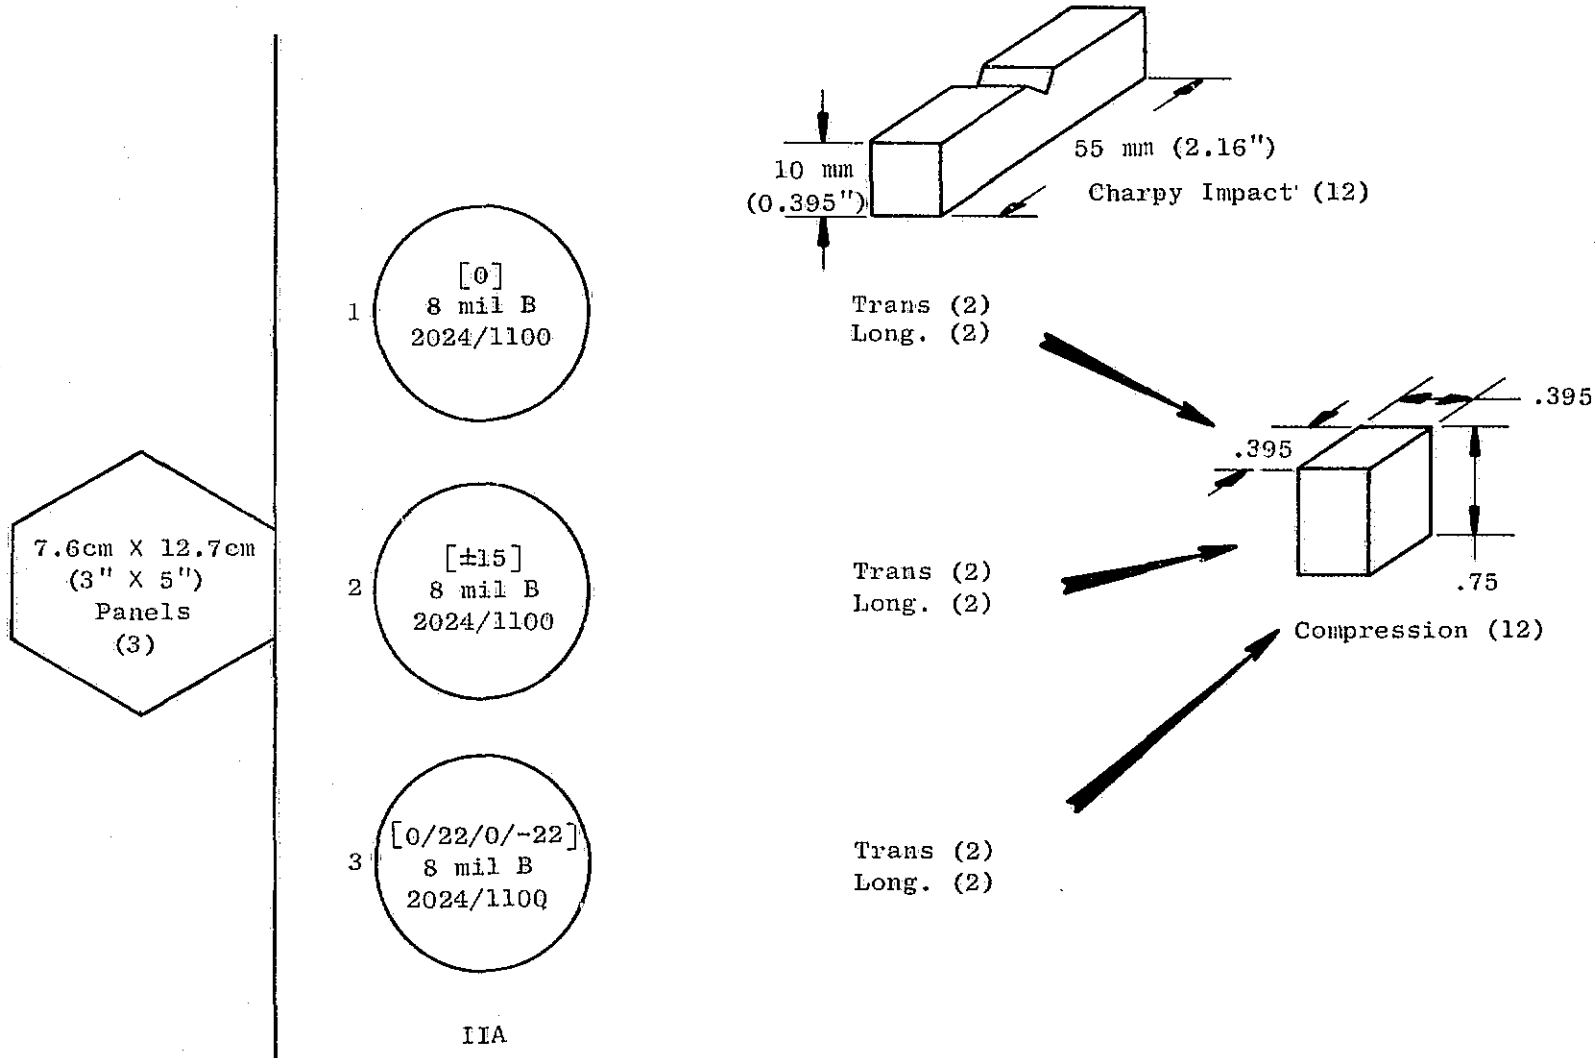 10 mm
(0.395")
55 mm (2.16")
Charpy Impact (12)
1
[0]
8 mil B
2024/1100
Trans (2)
Long. (2)
.395
.395
.75
Compression (12)
7.6cm X 12.7cm
(3" X 5")
Panels
(3)
2
[±15]
8 mil B
2024/1100
Trans (2)
Long. (2)
3
[0/22/0/-22]
8 mil B
2024/1100
Trans (2)
Long. (2)
IIA